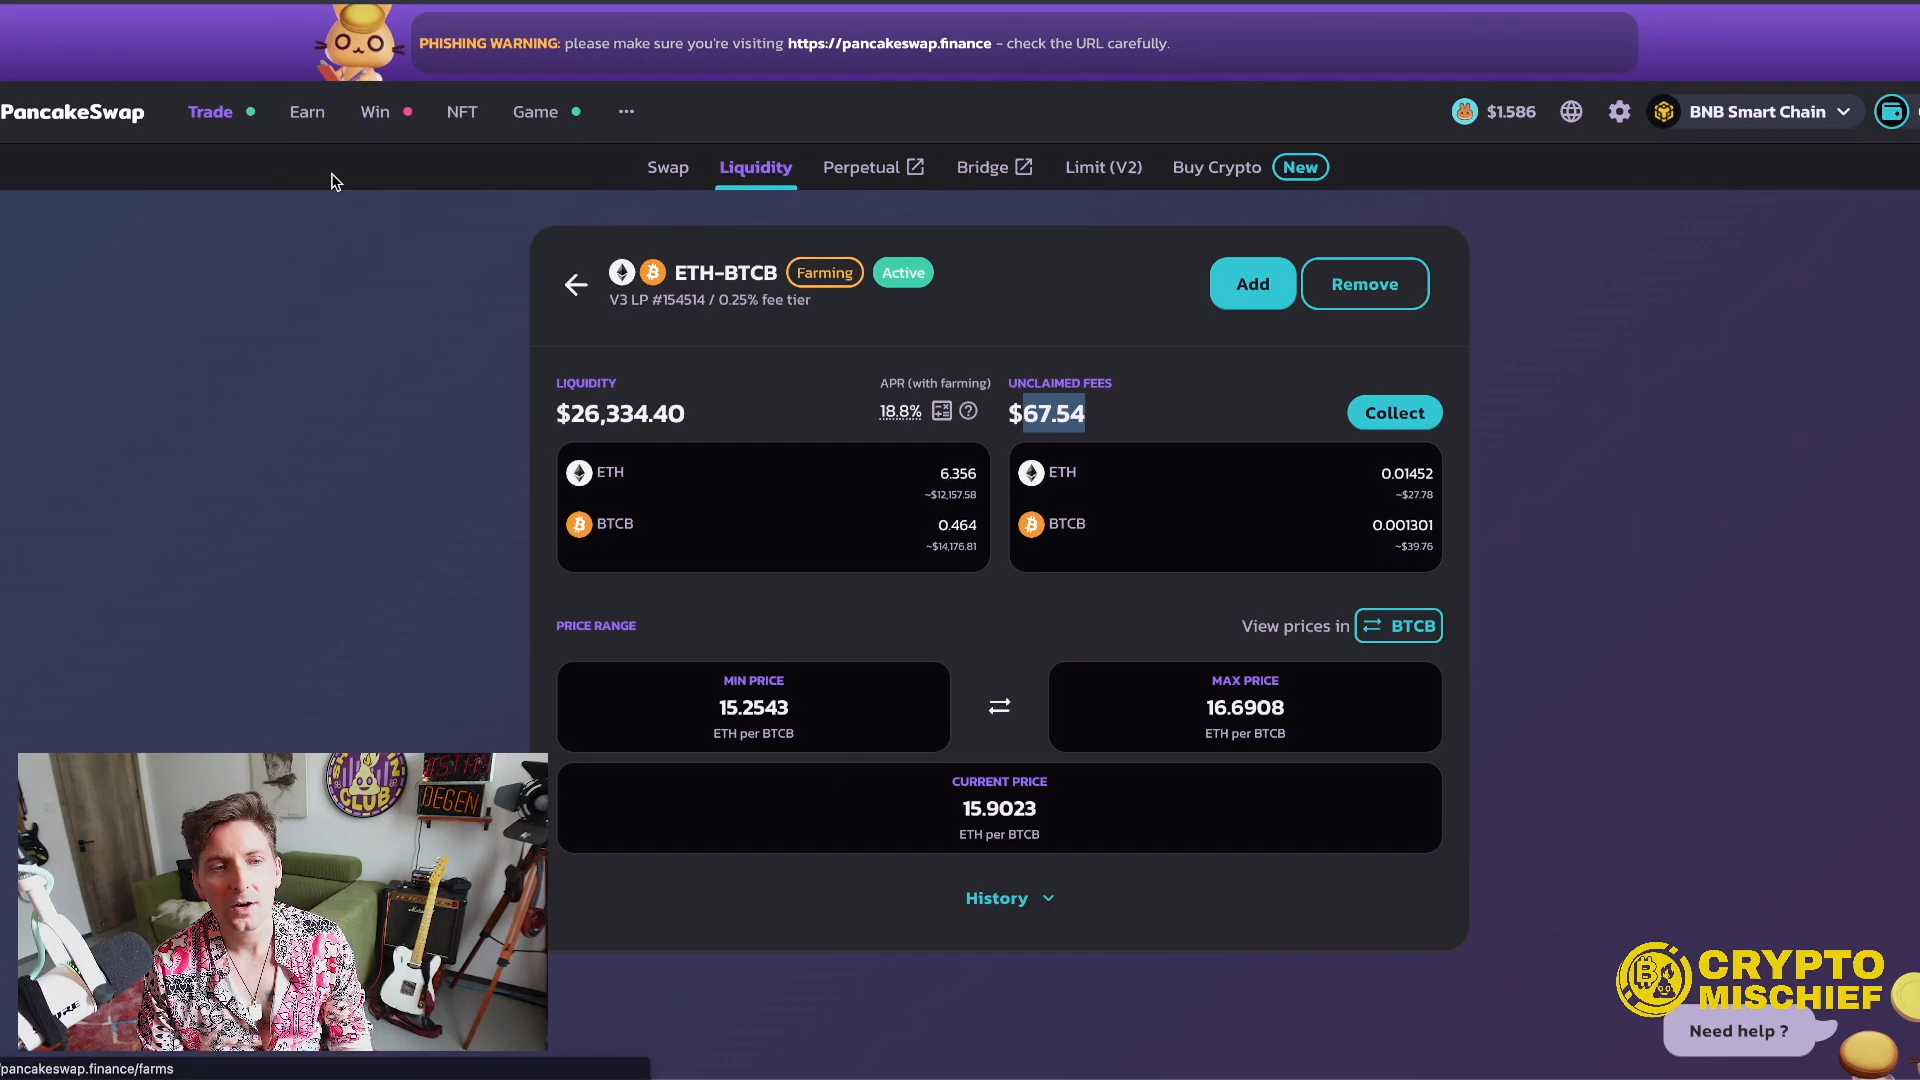 PHISHING WARNING: please make sure you're visiting https://pancakeswap.finance - check the URL carefully.
PancakeSwap Trade Earn Win NFT Game ··· $1.586 BNB Smart Chain
Swap Liquidity Perpetual Bridge Limit (V2) Buy Crypto New
ETH-BTCB Farming Active
V3 LP #154514 / 0.25% fee tier
Add Remove
LIQUIDITY APR (with farming) UNCLAIMED FEES
$26,334.40 18.8% $67.54 Collect
ETH 6.356 ETH 0.01452
~$12,157.58 ~$27.78
BTCB 0.464 BTCB 0.001301
~$14,176.81 ~$39.76
PRICE RANGE View prices in BTCB
MIN PRICE MAX PRICE
15.2543 16.6908
ETH per BTCB ETH per BTCB
CURRENT PRICE
15.9023
ETH per BTCB
History
CLUB
DEGEN
Marshall
CRYPTO
MISCHIEF
Need help ?
/pancakeswap.finance/farms